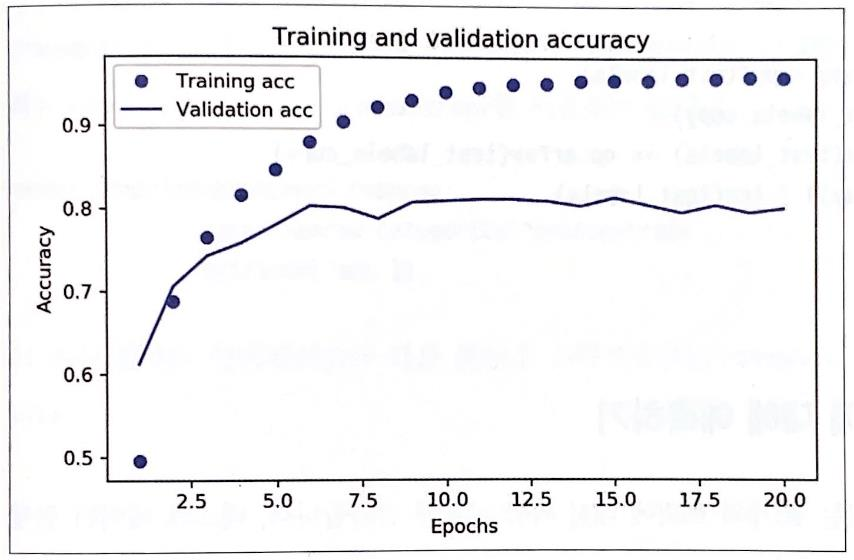 Training and validation accuracy
Training acc
Validation acc
0.9
0.8
0.7
0.6
0.5
Accuracy
2.5 5.0 7.5 10.0 12.5 15.0 17.5 20.0
Epochs